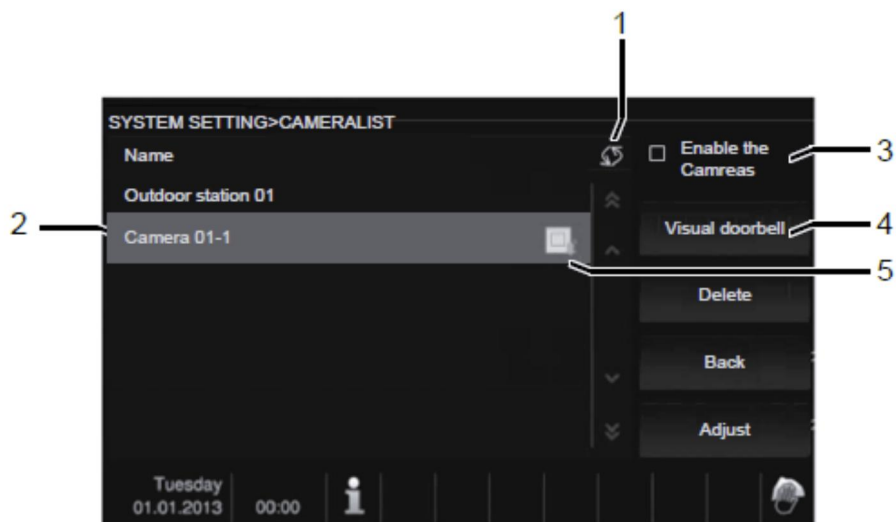 1
SYSTEM SETTING>CAMERALIST
Name
Enable the
Camreas
3
Outdoor station 01
2
Camera 01-1
Visual doorbell
4
5
Delete
Back
Adjust
Tuesday
01.01.2013
00:00
i